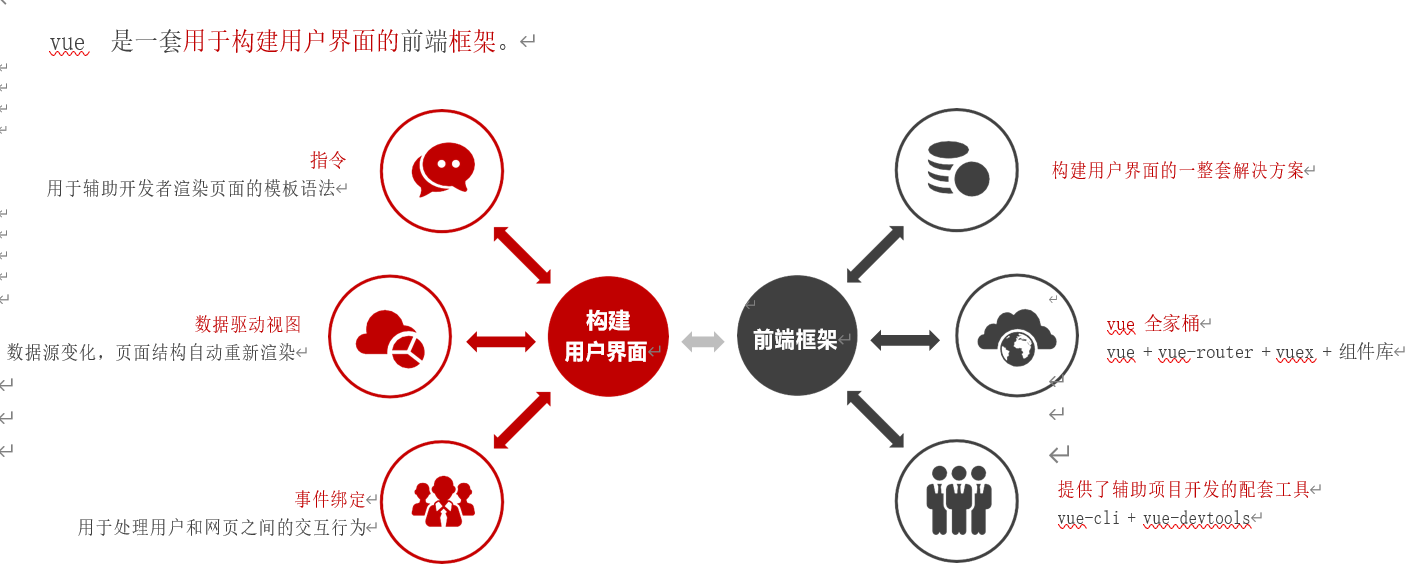 vue 是一套用于构建用户界面的前端框架。
指令
用于辅助开发者渲染页面的模板语法
数据驱动视图
数据源变化，页面结构自动重新渲染
事件绑定
用于处理用户和网页之间的交互行为
构建
用户界面
前端框架
构建用户界面的一整套解决方案
vue 全家桶
vue + vue-router + vuex + 组件库
提供了辅助项目开发的配套工具
vue-cli + vue-devtools